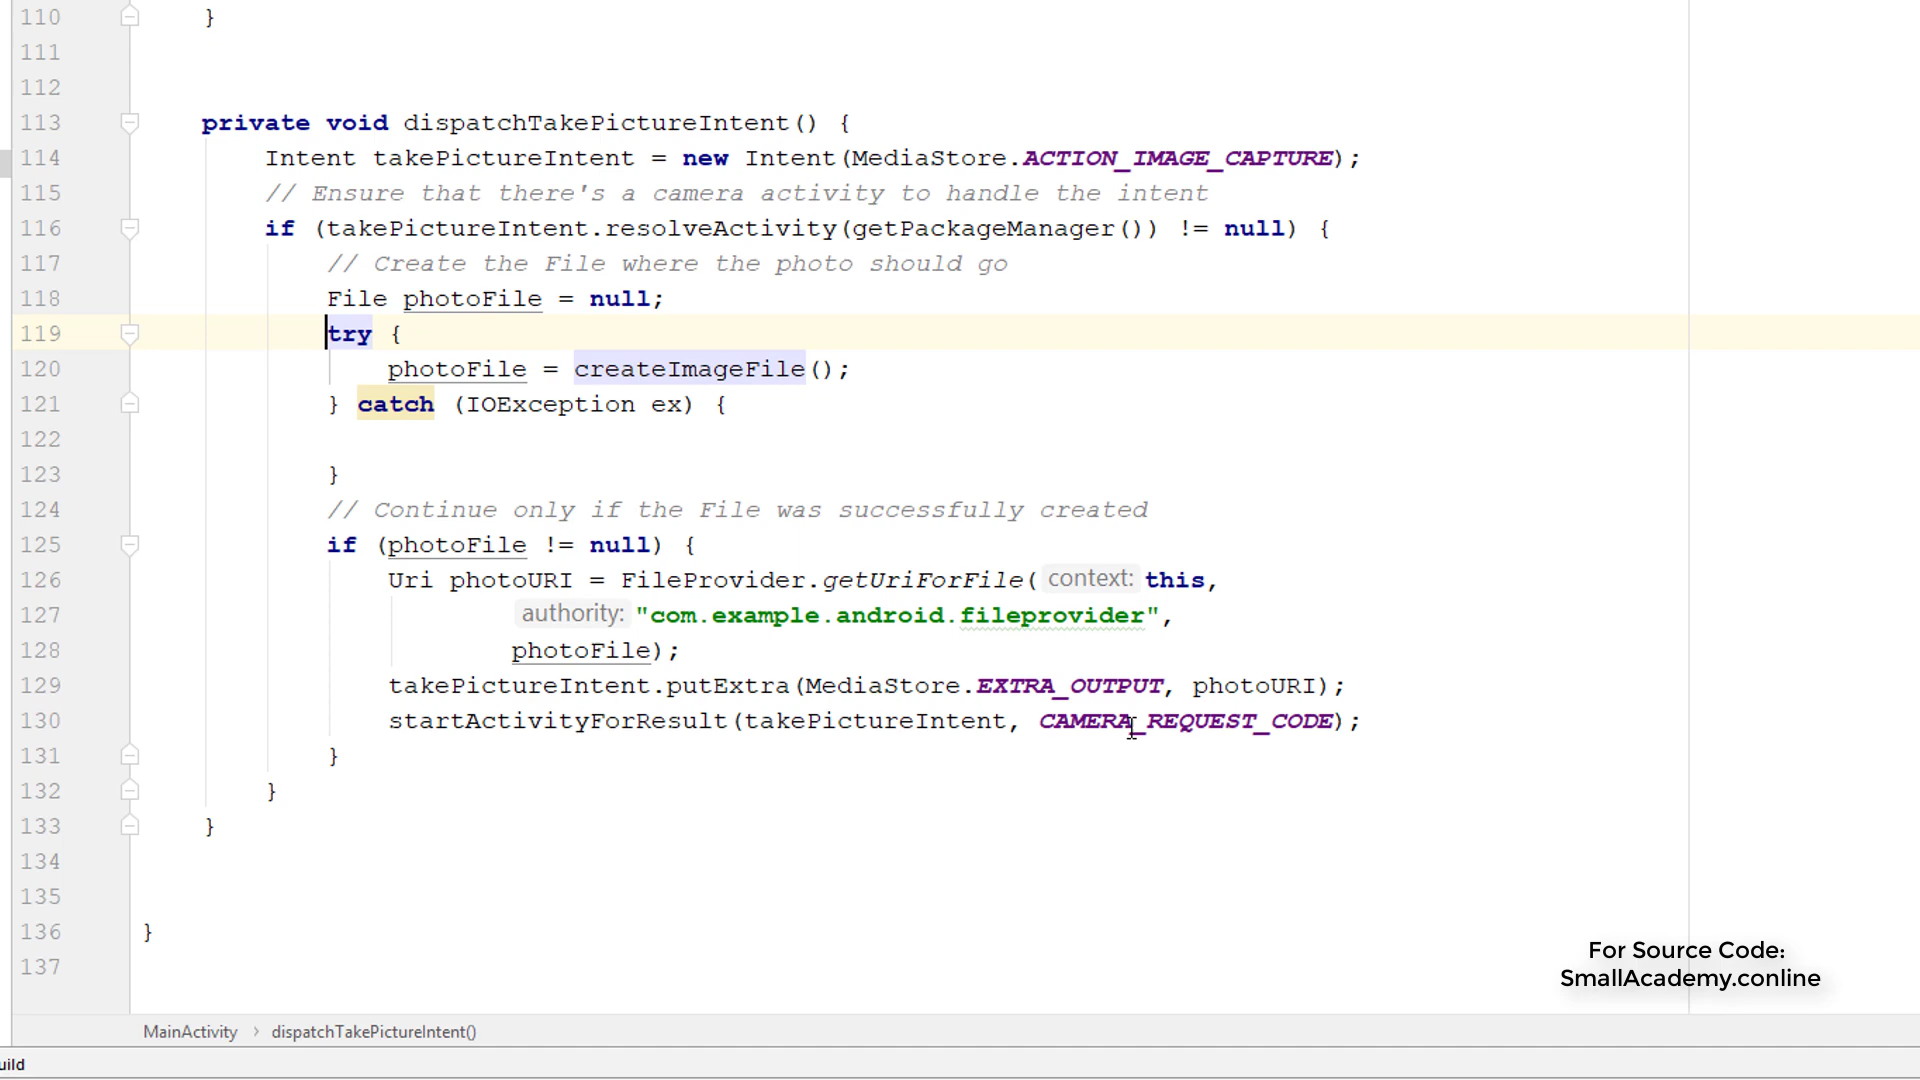 110 }
111
112
113 private void dispatchTakePictureIntent() {
114 Intent takePictureIntent = new Intent(MediaStore.ACTION_IMAGE_CAPTURE);
115 // Ensure that there's a camera activity to handle the intent
116 if (takePictureIntent.resolveActivity(getPackageManager()) != null) {
117 // Create the File where the photo should go
118 File photoFile = null;
119 try {
120 photoFile = createImageFile();
121 } catch (IOException ex) {
122
123 }
124 // Continue only if the File was successfully created
125 if (photoFile != null) {
126 Uri photoURI = FileProvider.getUriForFile( context: this,
127 authority: "com.example.android.fileprovider",
128 photoFile);
129 takePictureIntent.putExtra(MediaStore.EXTRA_OUTPUT, photoURI);
130 startActivityForResult(takePictureIntent, CAMERA_REQUEST_CODE);
131 }
132 }
133 }
134
135
136 }
137
For Source Code:
SmallAcademy.conline
MainActivity > dispatchTakePictureIntent()
uild